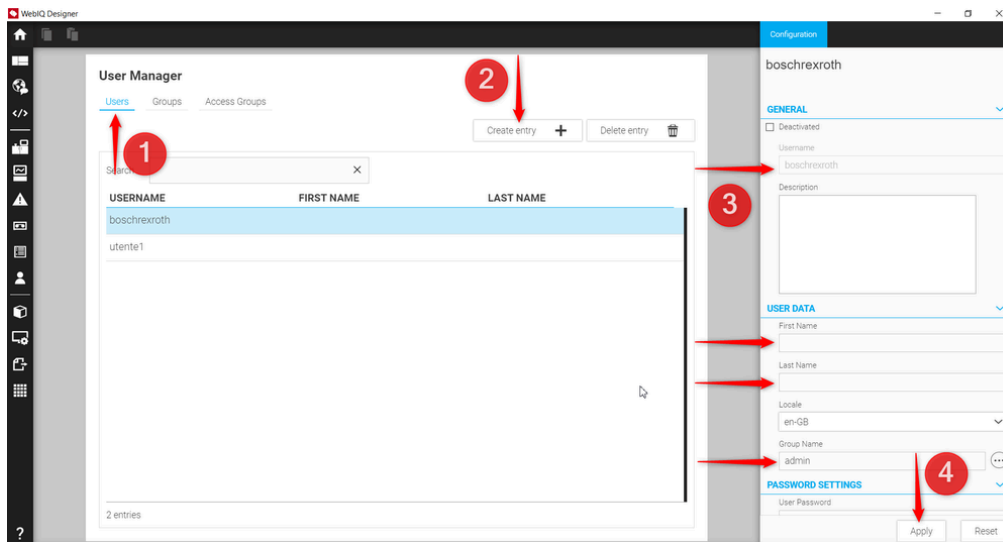 WebIQ Designer
Configuration
boschrexroth
User Manager
Users Groups Access Groups
2
Create entry + Delete entry
1
Search
USERNAME FIRST NAME LAST NAME
boschrexroth
utente1
2 entries
3
GENERAL
Deactivated
Username
boschrexroth
Description
USER DATA
First Name
Last Name
Locale
en-GB
Group Name
admin
4
PASSWORD SETTINGS
User Password
Apply Reset
?